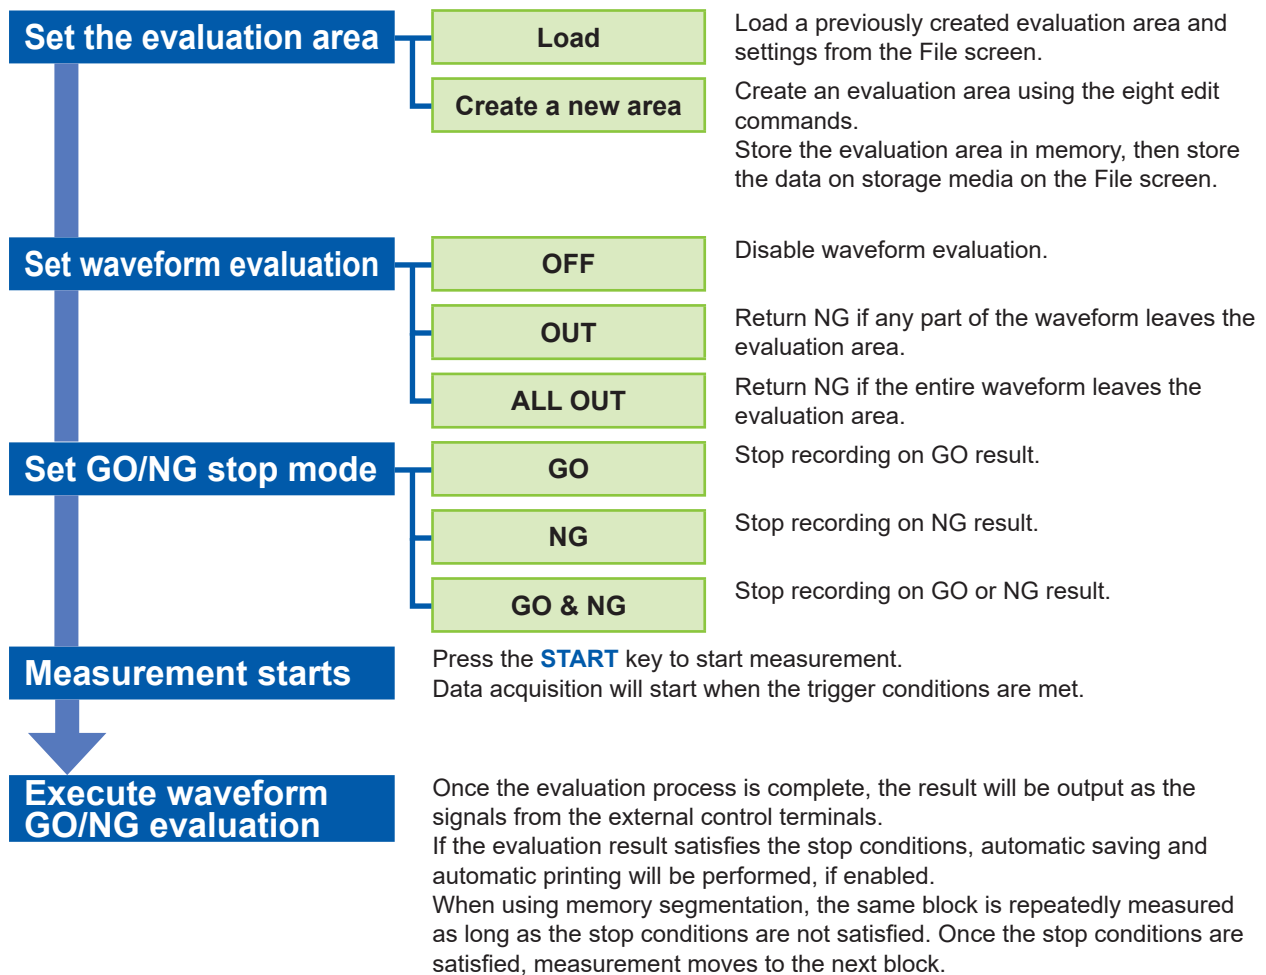 Set the evaluation area
Load
Load a previously created evaluation area and
settings from the File screen.
Create a new area
Create an evaluation area using the eight edit
commands.
Store the evaluation area in memory, then store
the data on storage media on the File screen.
Set waveform evaluation
OFF
Disable waveform evaluation.
OUT
Return NG if any part of the waveform leaves the
evaluation area.
ALL OUT
Return NG if the entire waveform leaves the
evaluation area.
Set GO/NG stop mode
GO
Stop recording on GO result.
NG
Stop recording on NG result.
GO & NG
Stop recording on GO or NG result.
Measurement starts
Press the START key to start measurement.
Data acquisition will start when the trigger conditions are met.
Execute waveform
GO/NG evaluation
Once the evaluation process is complete, the result will be output as the
signals from the external control terminals.
If the evaluation result satisfies the stop conditions, automatic saving and
automatic printing will be performed, if enabled.
When using memory segmentation, the same block is repeatedly measured
as long as the stop conditions are not satisfied. Once the stop conditions are
satisfied, measurement moves to the next block.